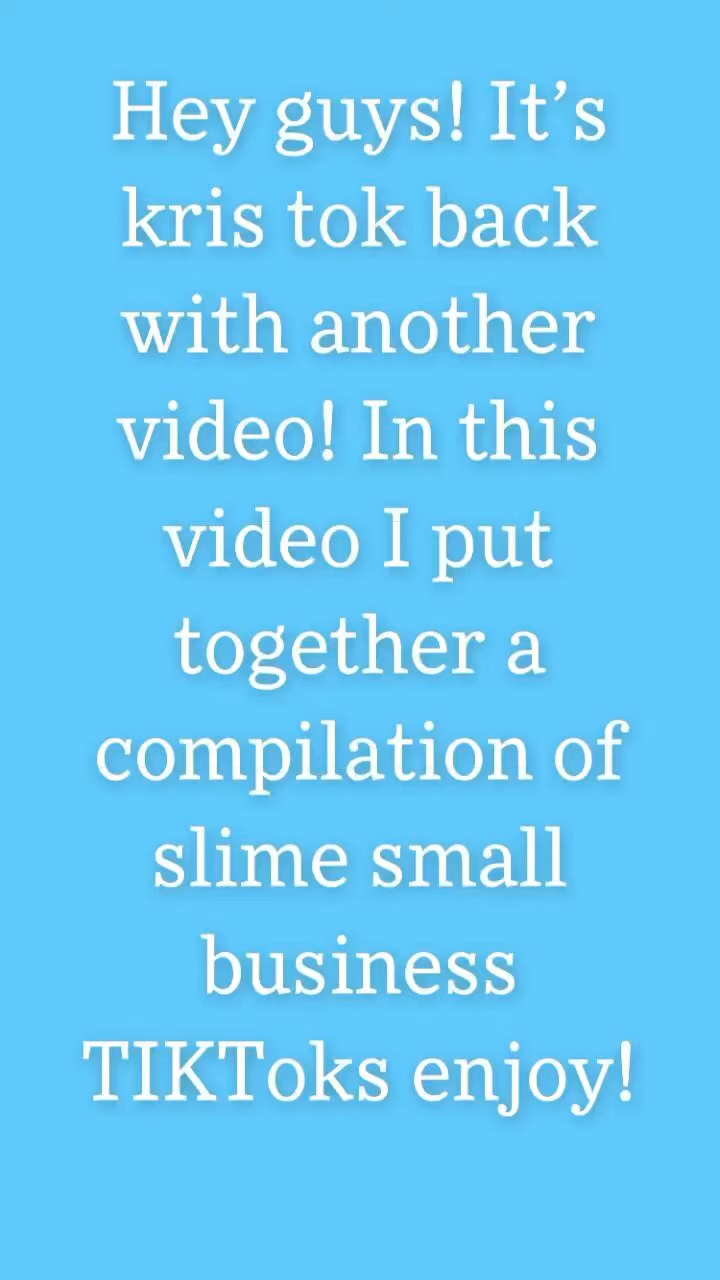 Hey guys! It’s
kris tok back
with another
video! In this
video I put
together a
compilation of
slime small
business
TIKToks enjoy!